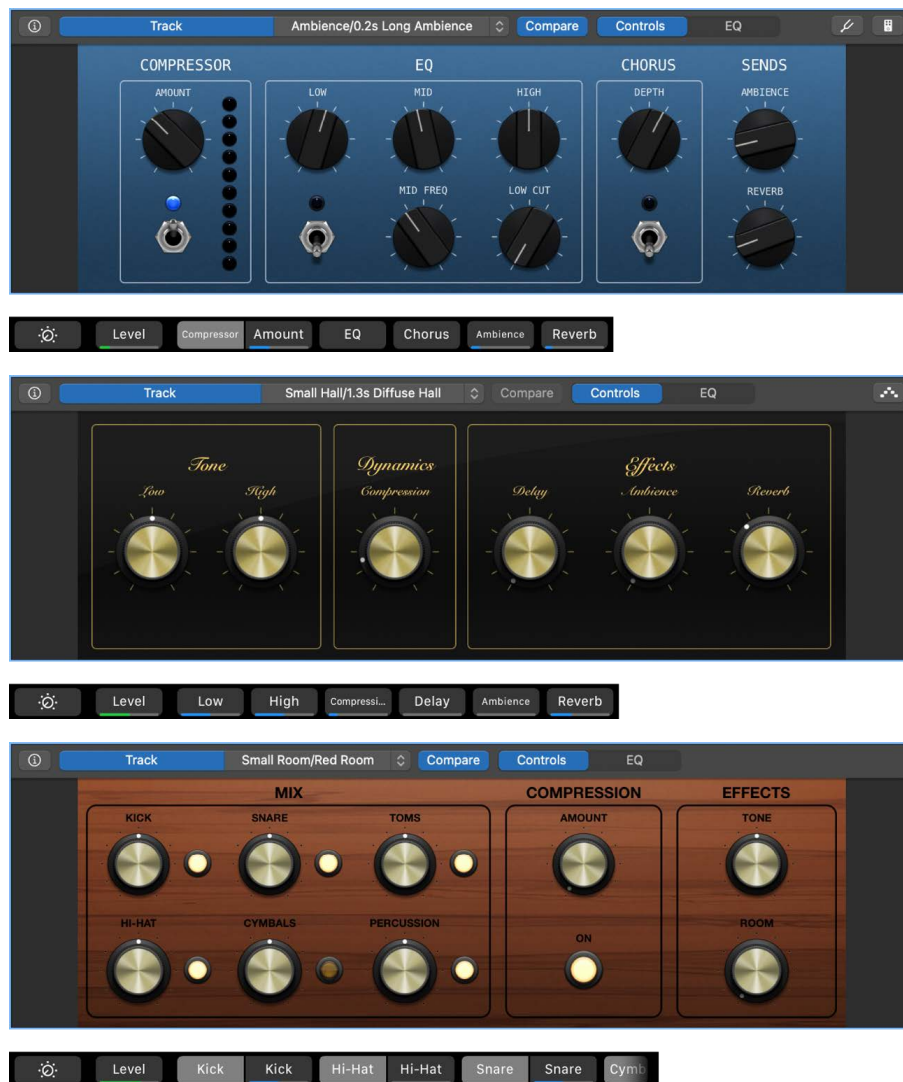 Track Ambience/0.2s Long Ambience Compare Controls EQ
COMPRESSOR EQ CHORUS SENDS
AMOUNT LOW MID HIGH DEPTH AMBIENCE
MID FREQ LOW CUT REVERB
Level Compressor Amount EQ Chorus Ambience Reverb
Track Small Hall/1.3s Diffuse Hall Compare Controls EQ
Tone Dynamics Effects
Low High Compression Delay Ambience Reverb
Level Low High Compressi... Delay Ambience Reverb
Track Small Room/Red Room Compare Controls EQ
MIX COMPRESSION EFFECTS
KICK SNARE TOMS AMOUNT TONE
HI-HAT CYMBALS PERCUSSION ON ROOM
Level Kick Kick Hi-Hat Hi-Hat Snare Snare Cymb